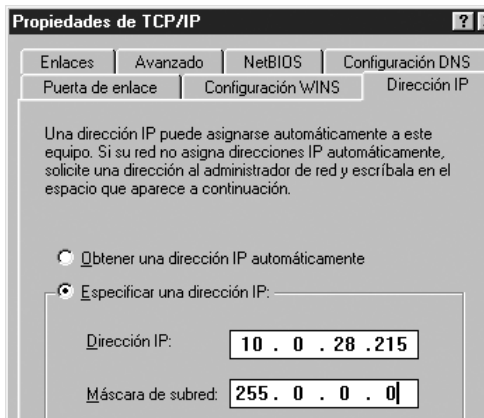 Propiedades de TCP/IP
?
Enlaces Avanzado NetBIOS Configuración DNS
Puerta de enlace Configuración WINS Dirección IP
Una dirección IP puede asignarse automáticamente a este
equipo. Si su red no asigna direcciones IP automáticamente,
solicite una dirección al administrador de red y escríbala en el
espacio que aparece a continuación.
Obtener una dirección IP automáticamente
Especificar una dirección IP:
Dirección IP: 10 . 0 . 28 .215
Máscara de subred: 255. 0 . 0 . 0